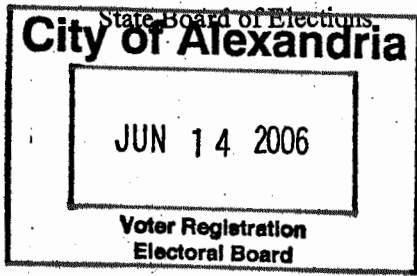 State Board of Elections
City of Alexandria
JUN 14 2006
Voter Registration
Electoral Board